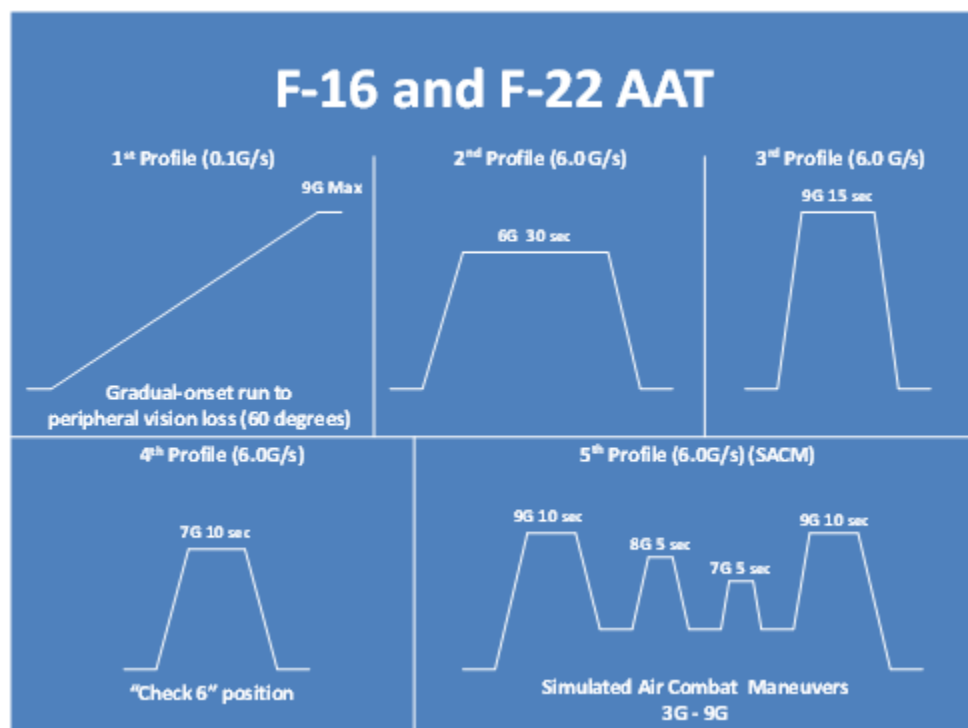 F-16 and F-22 AAT
1st Profile (0.1G/s)
9G Max
Gradual-onset run to
peripheral vision loss (60 degrees)
2nd Profile (6.0 G/s)
6G 30 sec
3rd Profile (6.0 G/s)
9G 15 sec
4th Profile (6.0G/s)
7G 10 sec
"Check 6" position
5th Profile (6.0G/s) (SACM)
9G 10 sec
8G 5 sec
7G 5 sec
9G 10 sec
Simulated Air Combat Maneuvers
3G - 9G